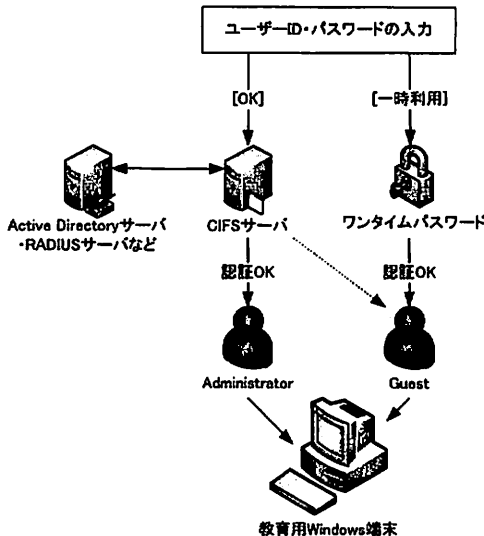 ユーザーID・パスワードの入力
[OK]
[一時利用]
Active Directoryサーバ
・RADIUSサーバなど
CIFSサーバ
ワンタイムパスワード
認証OK
認証OK
Administrator
Guest
教育用Windows端末